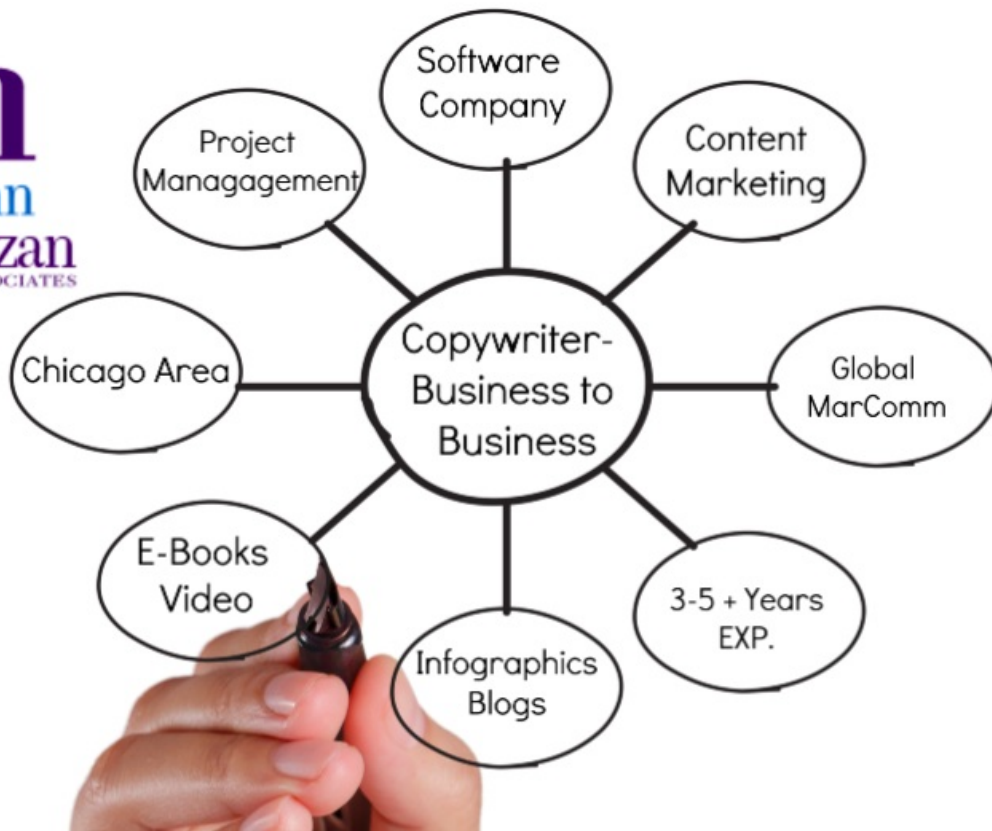 Software
Company
Project
Managagement
Content
Marketing
zan
Chicago Area
Copywriter-
Business to
Business
Global
MarComm
E-Books
Video
3-5 + Years
EXP.
Infographics
Blogs